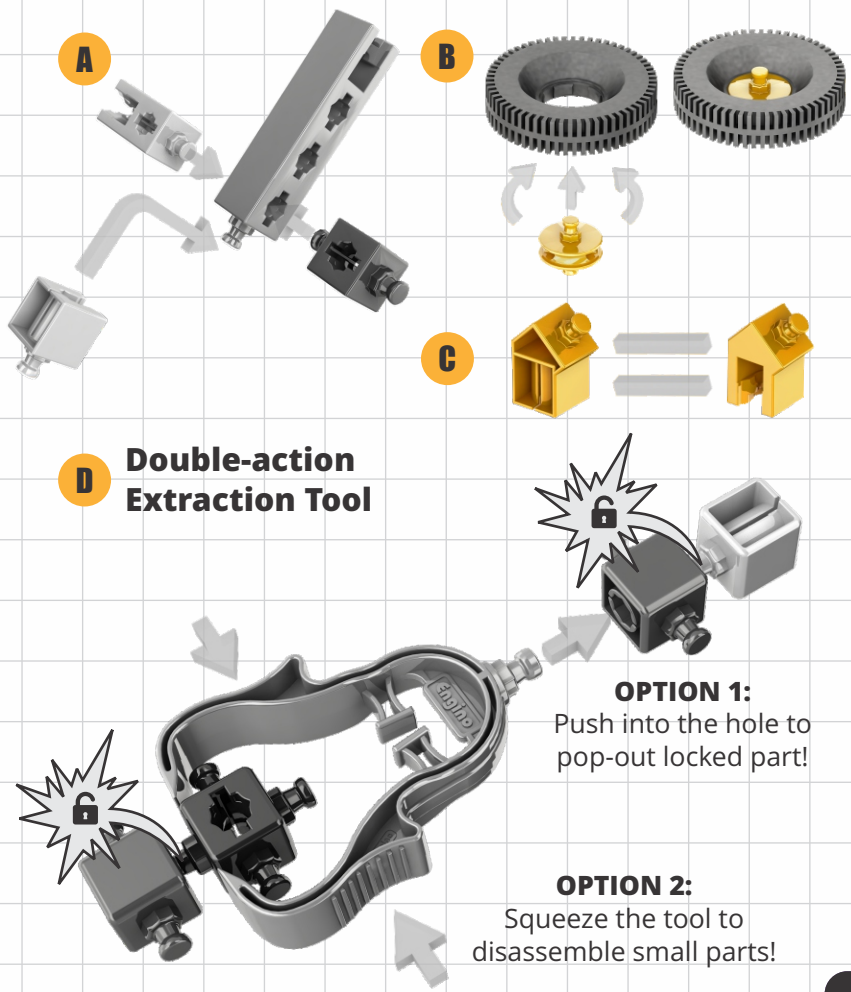 A
B
C
D
Double-action
Extraction Tool
Engino
OPTION 1:
Push into the hole to
pop-out locked part!
OPTION 2:
Squeeze the tool to
disassemble small parts!